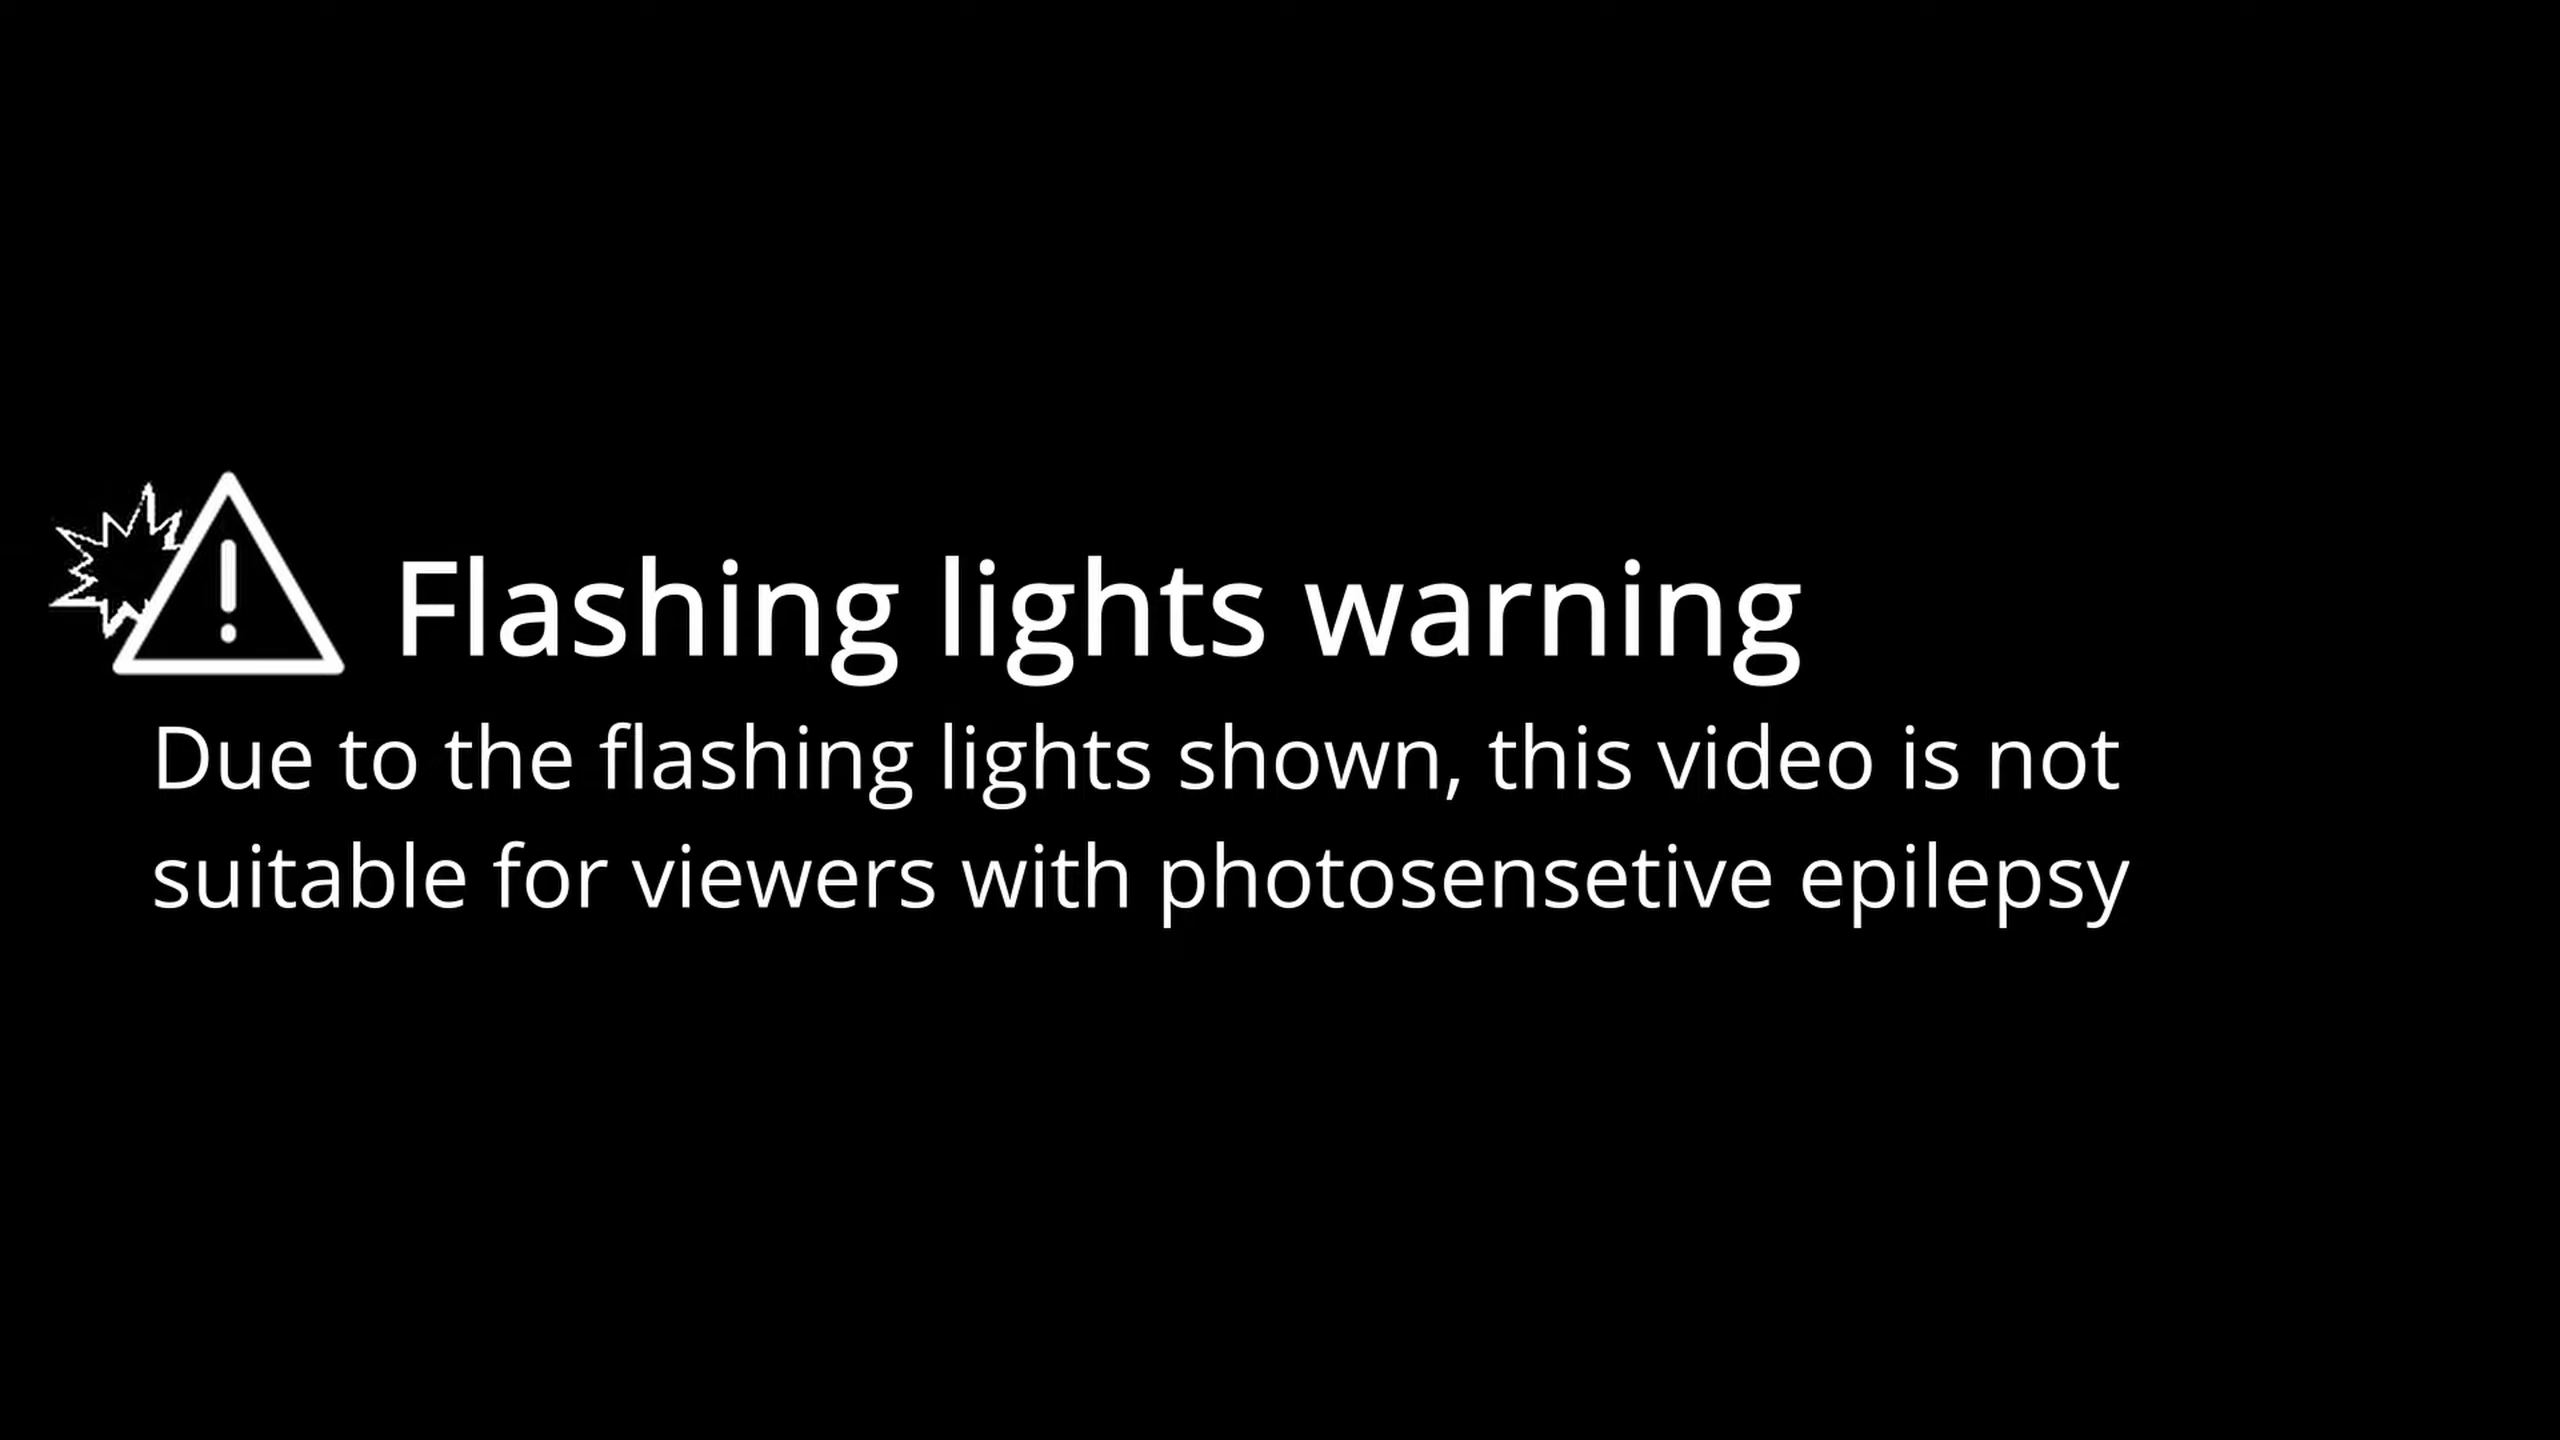 Flashing lights warning
Due to the flashing lights shown, this video is not
suitable for viewers with photosensetive epilepsy